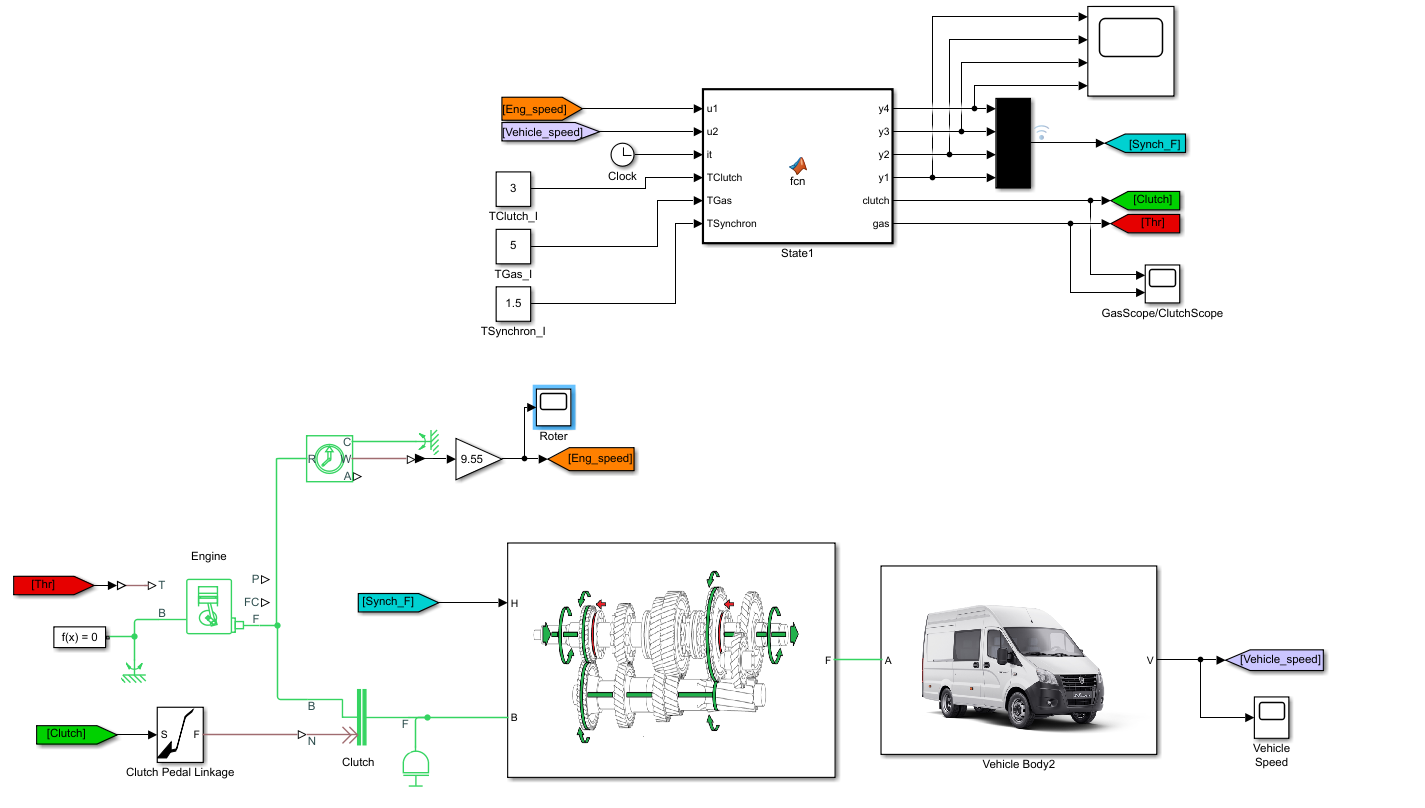 [Eng_speed]
[Vehicle_speed]
Clock
3
TClutch_I
5
TGas_I
1.5
TSynchron_I
u1
u2
it
TClutch
TGas
TSynchron
fcn
y4
y3
y2
y1
clutch
gas
State1
[Synch_F]
[Clutch]
[Thr]
GasScope/ClutchScope
Roter
R
C
W
A
9.55
[Eng_speed]
Engine
[Thr]
T
P
FC
B
F
f(x) = 0
[Synch_F]
H
B
F
A
V
[Vehicle_speed]
Vehicle Body2
Vehicle
Speed
[Clutch]
S
F
Clutch Pedal Linkage
B
N
F
Clutch